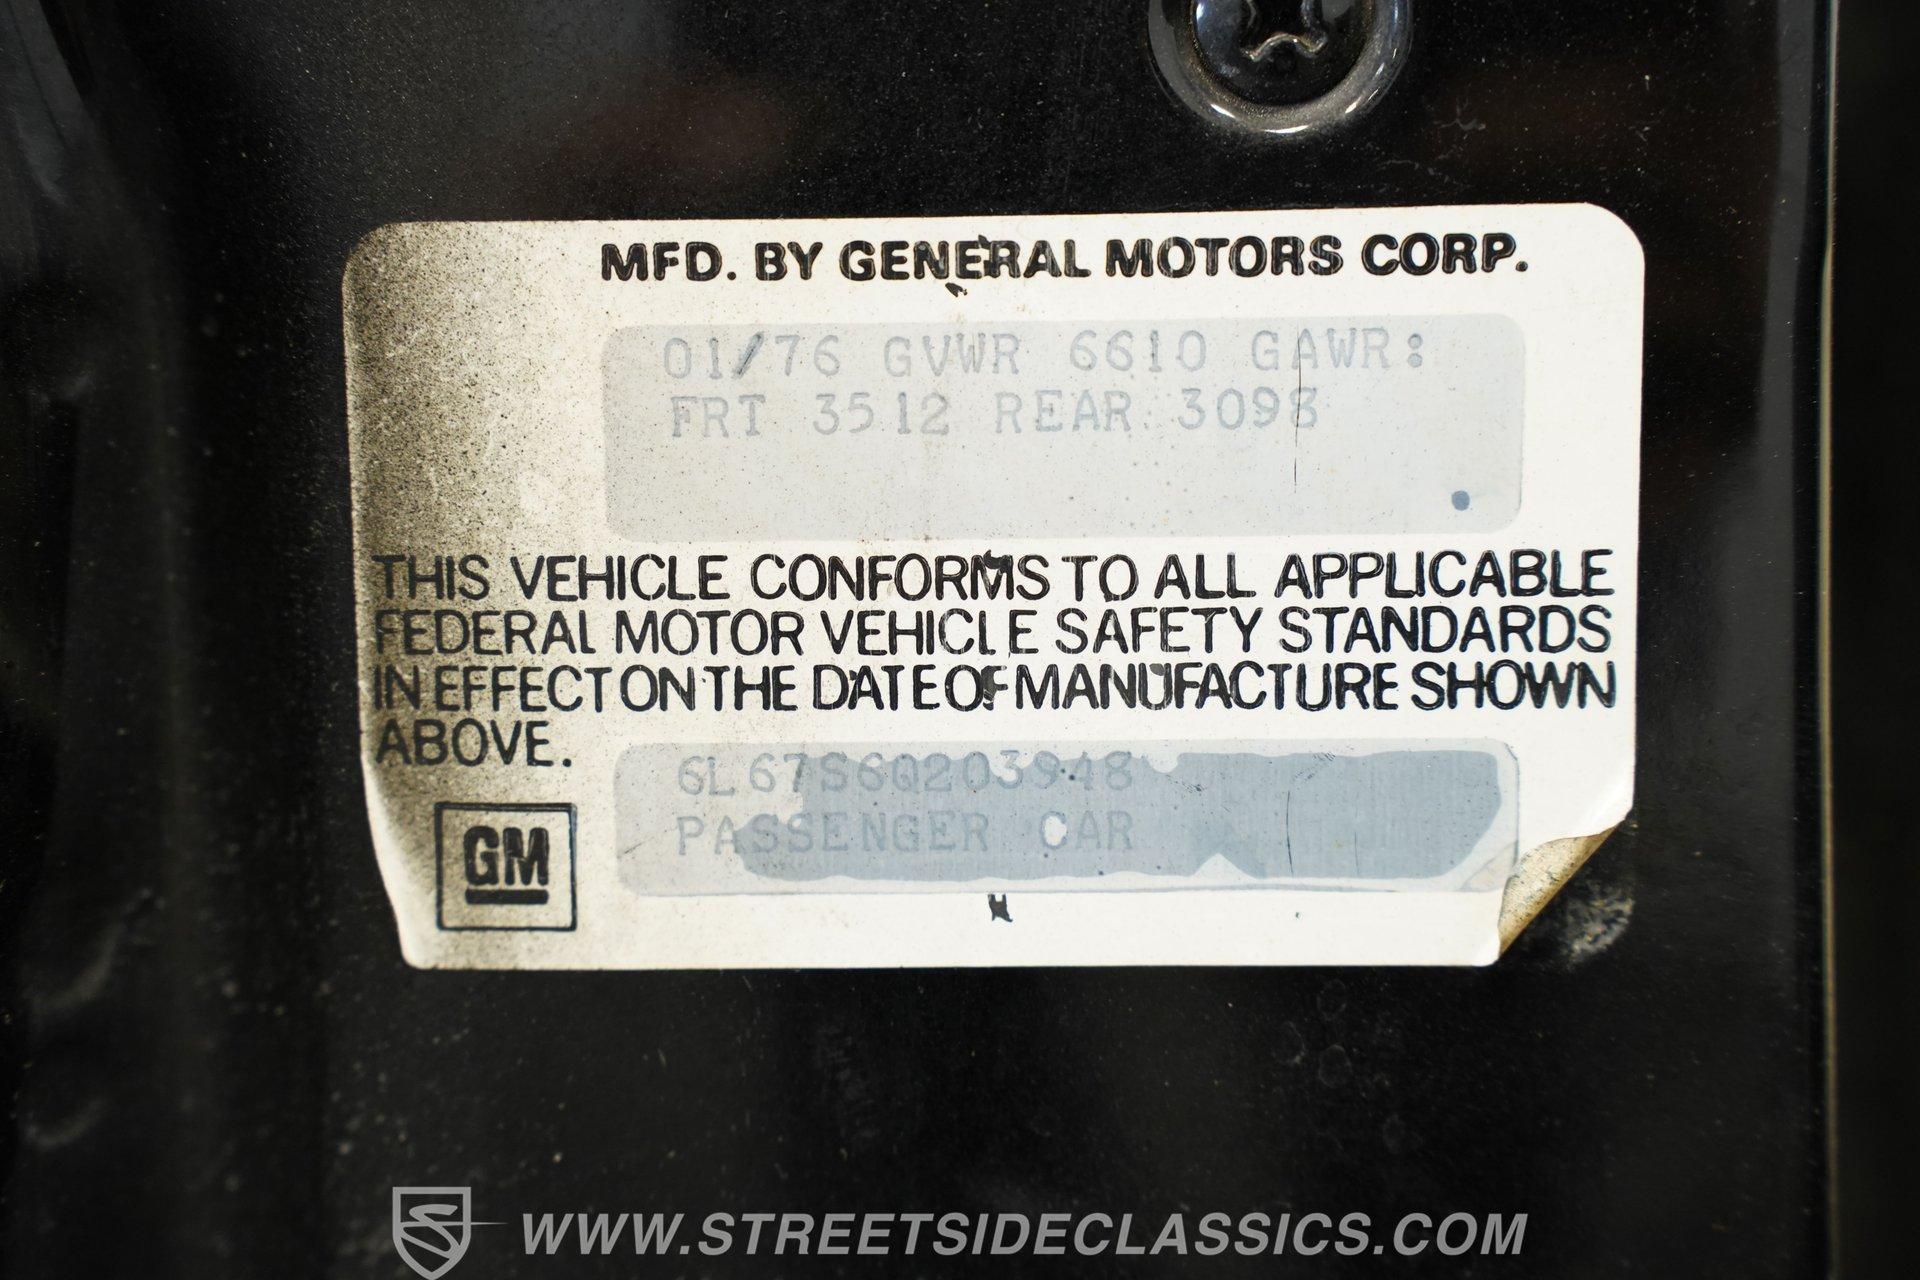 MFD. BY GENERAL MOTORS CORP.
01/76 GVWR 6610 GAWR:
FRT 3512 REAR 3098
THIS VEHICLE CONFORMS TO ALL APPLICABLE
FEDERAL MOTOR VEHICLE SAFETY STANDARDS
IN EFFECT ON THE DATE OF MANUFACTURE SHOWN
ABOVE.
6L67S6Q203948
PASSENGER CAR
GM
WWW.STREETSIDECLASSICS.COM